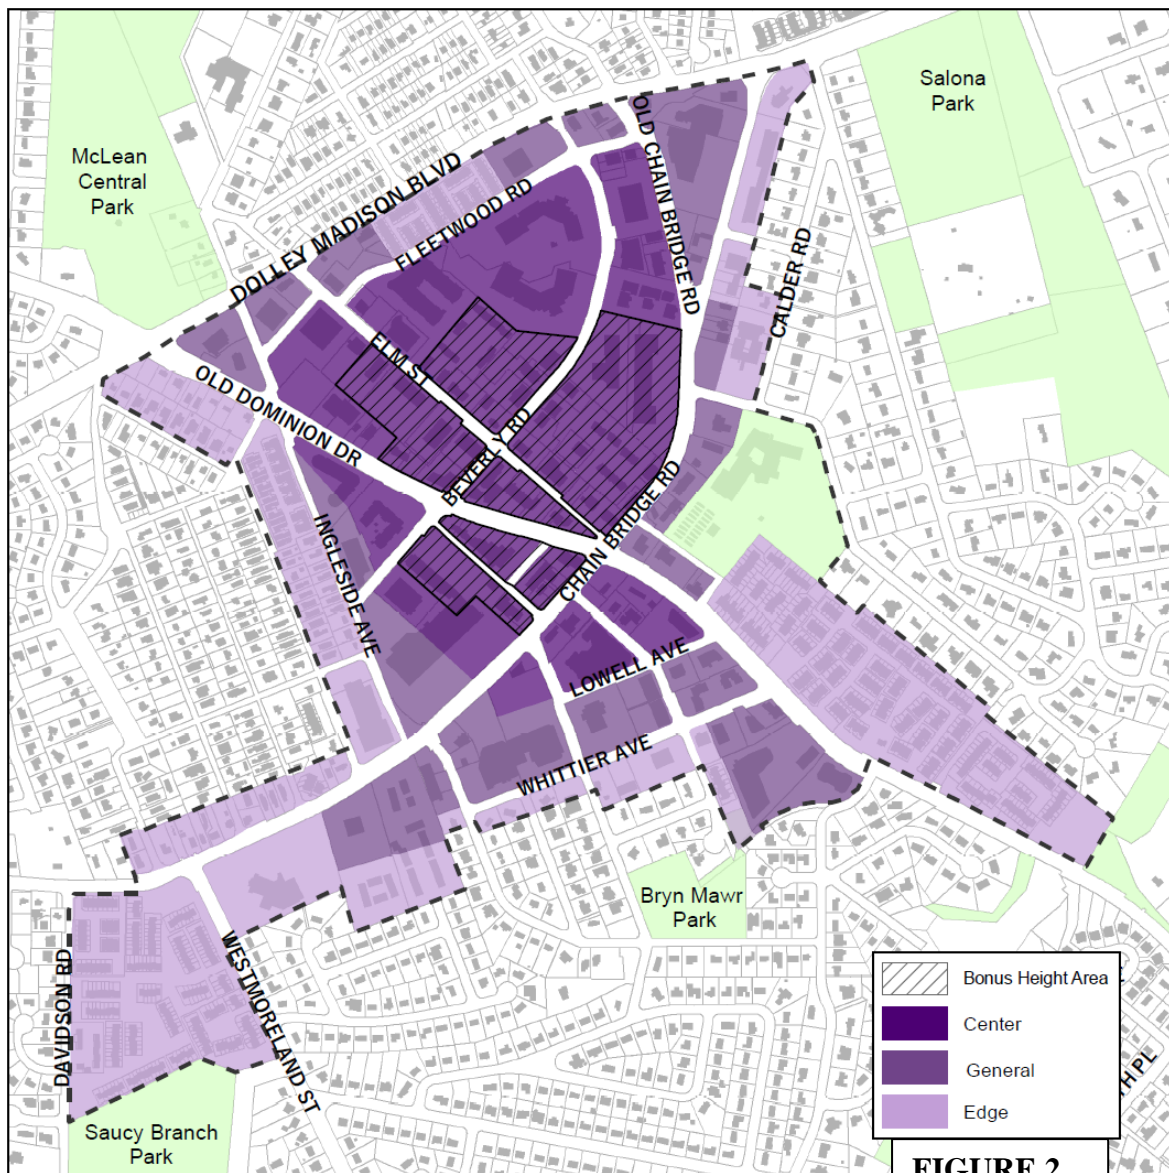 Salona
Park
McLean
Central
Park
OLD CHAIN BRIDGE RD
DOLLEY MADISON BLVD
FLEETWOOD RD
CALDER RD
ELM ST
OLD DOMINION DR
BEVERLY RD
CHAIN BRIDGE RD
INGLESIDE AVE
LOWELL AVE
WHITTIER AVE
Bryn Mawr
Park
WESTMORELAND ST
DAVIDSON RD
Saucy Branch
Park
Bonus Height Area
Center
General
Edge
FIGURE 2